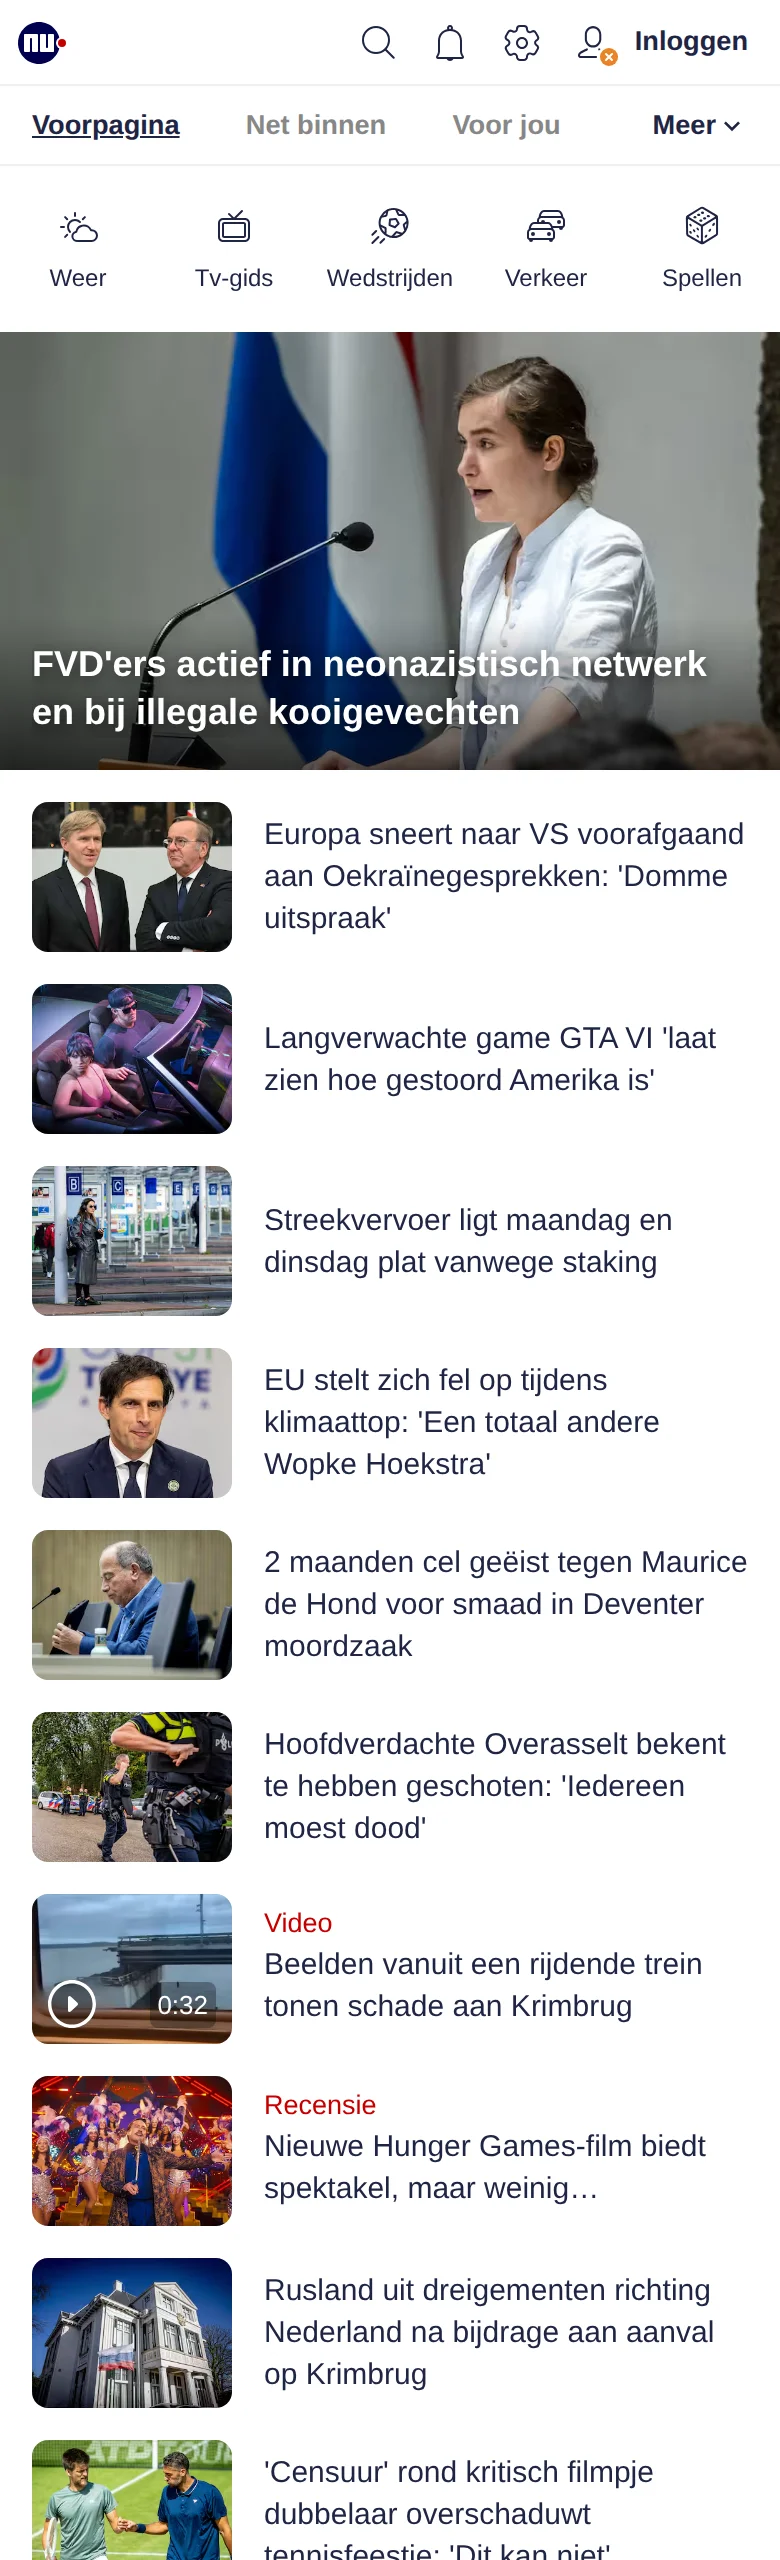 nu
Inloggen
Voorpagina
Net binnen
Voor jou
Meer
Weer
Tv-gids
Wedstrijden
Verkeer
Spellen
FVD'ers actief in neonazistisch netwerk
en bij illegale kooigevechten
Europa sneert naar VS voorafgaand
aan Oekraïnegesprekken: 'Domme
uitspraak'
Langverwachte game GTA VI 'laat
zien hoe gestoord Amerika is'
B
C
E
F
Streekvervoer ligt maandag en
dinsdag plat vanwege staking
EU stelt zich fel op tijdens
klimaattop: 'Een totaal andere
Wopke Hoekstra'
2 maanden cel geëist tegen Maurice
de Hond voor smaad in Deventer
moordzaak
Hoofdverdachte Overasselt bekent
te hebben geschoten: 'Iedereen
moest dood'
0:32
Video
Beelden vanuit een rijdende trein
tonen schade aan Krimbrug
Recensie
Nieuwe Hunger Games-film biedt
spektakel, maar weinig…
Rusland uit dreigementen richting
Nederland na bijdrage aan aanval
op Krimbrug
ATP TOUR
'Censuur' rond kritisch filmpje
dubbelaar overschaduwt
tennisfeestje: 'Dit kan niet'